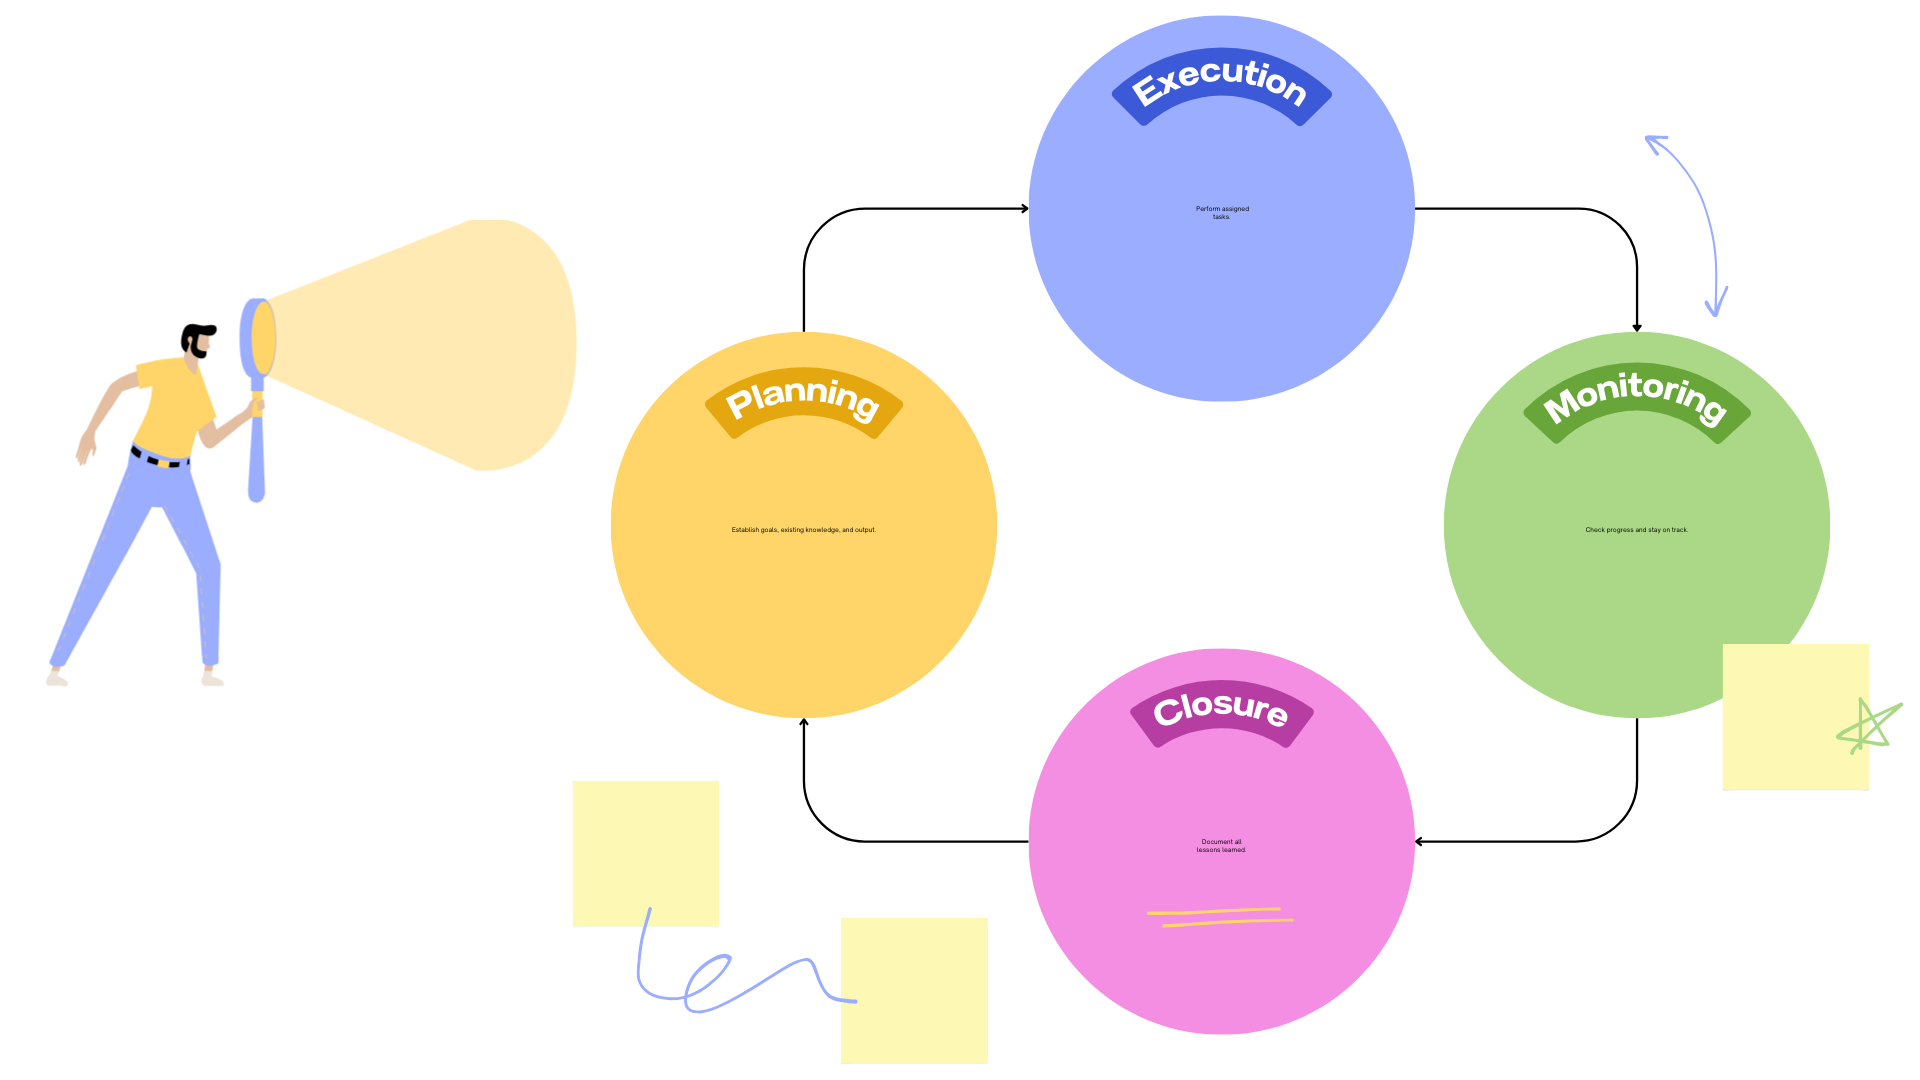 Execution
Perform assigned
tasks.
Planning
Establish goals, existing knowledge, and output.
Monitoring
Check progress and stay on track.
Closure
Document all
lessons learned.